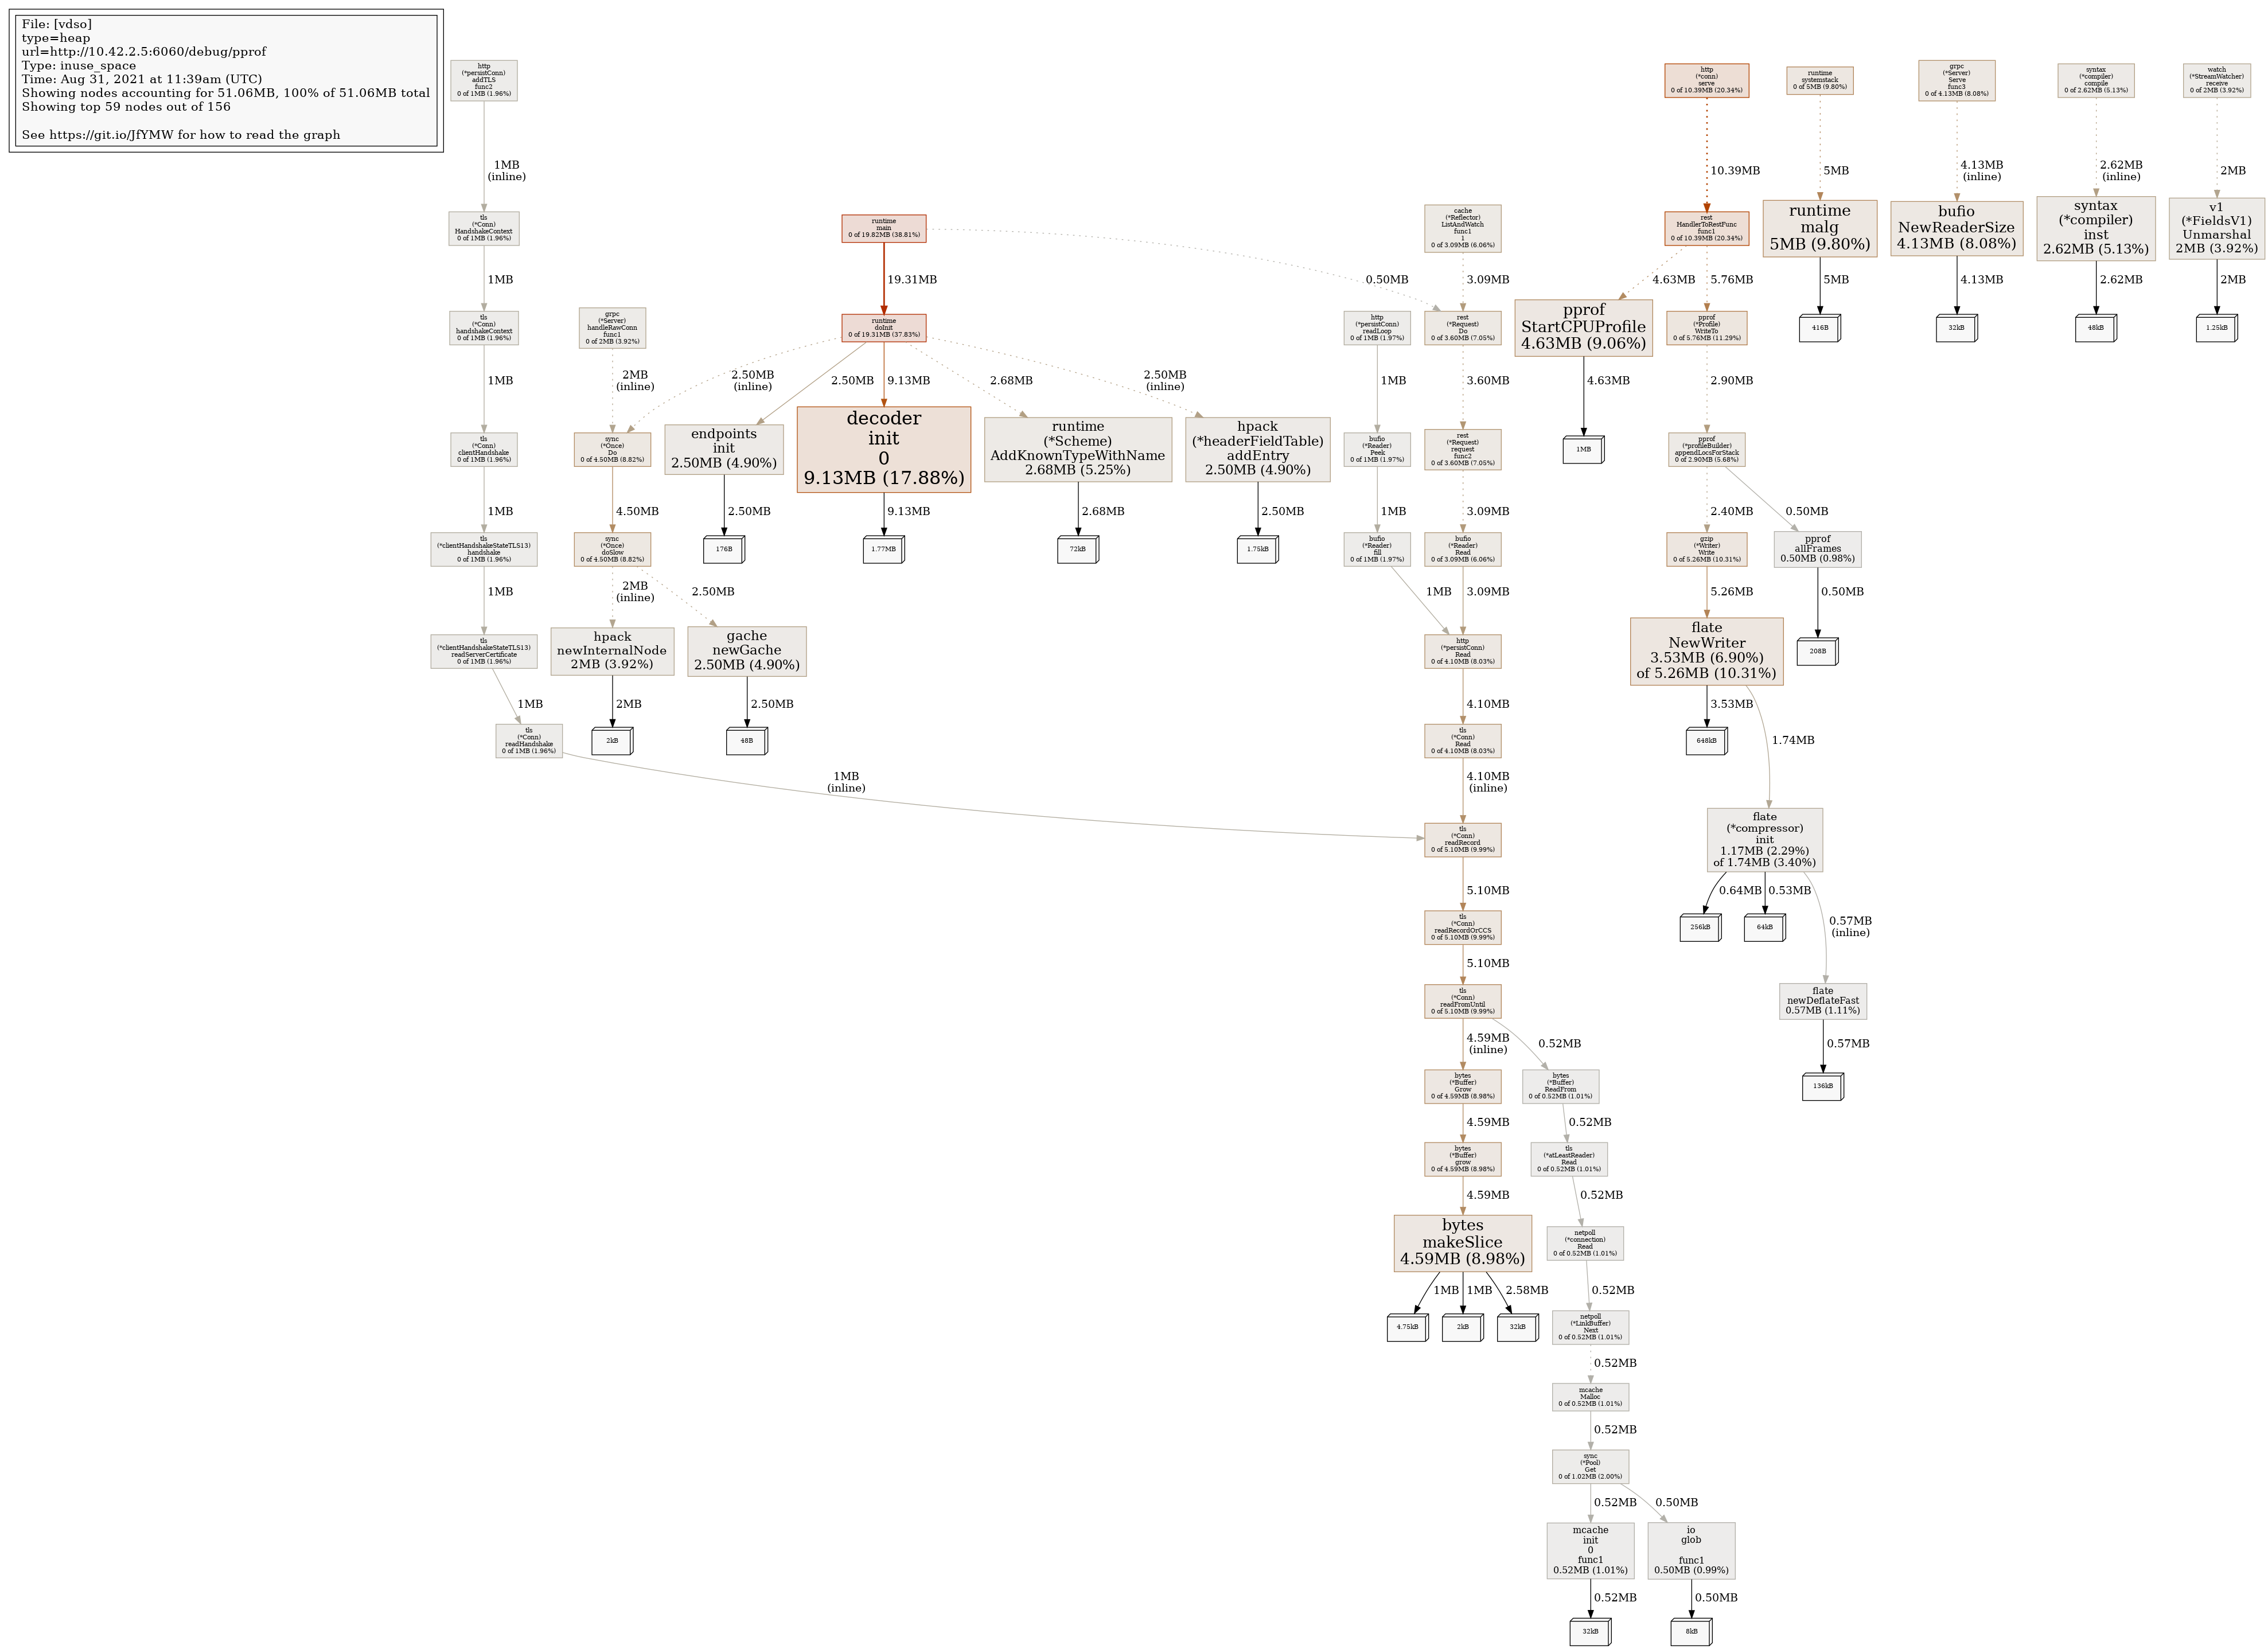 File: [vdso]
type=heap
url=http://10.42.2.5:6060/debug/pprof
Type: inuse_space
Time: Aug 31, 2021 at 11:39am (UTC)
Showing nodes accounting for 51.06MB, 100% of 51.06MB total
Showing top 59 nodes out of 156
See https://git.io/JfYMW for how to read the graph
http
(*persistConn)
addTLS
func2
0 of 1MB (1.96%)
1MB
(inline)
tls
(*Conn)
HandshakeContext
0 of 1MB (1.96%)
1MB
tls
(*Conn)
handshakeContext
0 of 1MB (1.96%)
1MB
tls
(*Conn)
clientHandshake
0 of 1MB (1.96%)
1MB
tls
(*clientHandshakeStateTLS13)
handshake
0 of 1MB (1.96%)
1MB
tls
(*clientHandshakeStateTLS13)
readServerCertificate
0 of 1MB (1.96%)
1MB
tls
(*Conn)
readHandshake
0 of 1MB (1.96%)
1MB
(inline)
grpc
(*Server)
handleRawConn
func1
0 of 2MB (3.92%)
2MB
(inline)
sync
(*Once)
Do
0 of 4.50MB (8.82%)
4.50MB
sync
(*Once)
doSlow
0 of 4.50MB (8.82%)
2MB
(inline)
2.50MB
hpack
newInternalNode
2MB (3.92%)
2MB
2kB
gache
newGache
2.50MB (4.90%)
2.50MB
48B
runtime
main
0 of 19.82MB (38.81%)
19.31MB
0.50MB
runtime
doInit
0 of 19.31MB (37.83%)
2.50MB
(inline)
2.50MB
9.13MB
2.68MB
2.50MB
(inline)
endpoints
init
2.50MB (4.90%)
2.50MB
176B
decoder
init
0
9.13MB (17.88%)
9.13MB
1.77MB
runtime
(*Scheme)
AddKnownTypeWithName
2.68MB (5.25%)
2.68MB
72kB
hpack
(*headerFieldTable)
addEntry
2.50MB (4.90%)
2.50MB
1.75kB
http
(*persistConn)
readLoop
0 of 1MB (1.97%)
1MB
bufio
(*Reader)
Peek
0 of 1MB (1.97%)
1MB
bufio
(*Reader)
fill
0 of 1MB (1.97%)
1MB
cache
(*Reflector)
ListAndWatch
func1
1
0 of 3.09MB (6.06%)
3.09MB
rest
(*Request)
Do
0 of 3.60MB (7.05%)
3.60MB
rest
(*Request)
request
func2
0 of 3.60MB (7.05%)
3.09MB
bufio
(*Reader)
Read
0 of 3.09MB (6.06%)
3.09MB
http
(*persistConn)
Read
0 of 4.10MB (8.03%)
4.10MB
tls
(*Conn)
Read
0 of 4.10MB (8.03%)
4.10MB
(inline)
tls
(*Conn)
readRecord
0 of 5.10MB (9.99%)
5.10MB
tls
(*Conn)
readRecordOrCCS
0 of 5.10MB (9.99%)
5.10MB
tls
(*Conn)
readFromUntil
0 of 5.10MB (9.99%)
4.59MB
(inline)
0.52MB
bytes
(*Buffer)
Grow
0 of 4.59MB (8.98%)
4.59MB
bytes
(*Buffer)
grow
0 of 4.59MB (8.98%)
4.59MB
bytes
makeSlice
4.59MB (8.98%)
1MB
1MB
2.58MB
4.75kB
2kB
32kB
bytes
(*Buffer)
ReadFrom
0 of 0.52MB (1.01%)
0.52MB
tls
(*atLeastReader)
Read
0 of 0.52MB (1.01%)
0.52MB
netpoll
(*connection)
Read
0 of 0.52MB (1.01%)
0.52MB
netpoll
(*LinkBuffer)
Next
0 of 0.52MB (1.01%)
0.52MB
mcache
Malloc
0 of 0.52MB (1.01%)
0.52MB
sync
(*Pool)
Get
0 of 1.02MB (2.00%)
0.52MB
0.50MB
mcache
init
0
func1
0.52MB (1.01%)
0.52MB
32kB
io
glob
func1
0.50MB (0.99%)
0.50MB
8kB
http
(*conn)
serve
0 of 10.39MB (20.34%)
10.39MB
rest
HandlerToRestFunc
func1
0 of 10.39MB (20.34%)
4.63MB
5.76MB
pprof
StartCPUProfile
4.63MB (9.06%)
4.63MB
1MB
pprof
(*Profile)
WriteTo
0 of 5.76MB (11.29%)
2.90MB
pprof
(*profileBuilder)
appendLocsForStack
0 of 2.90MB (5.68%)
2.40MB
0.50MB
gzip
(*Writer)
Write
0 of 5.26MB (10.31%)
5.26MB
pprof
allFrames
0.50MB (0.98%)
0.50MB
208B
flate
NewWriter
3.53MB (6.90%)
of 5.26MB (10.31%)
3.53MB
1.74MB
648kB
flate
(*compressor)
init
1.17MB (2.29%)
of 1.74MB (3.40%)
0.64MB
0.53MB
0.57MB
(inline)
256kB
64kB
flate
newDeflateFast
0.57MB (1.11%)
0.57MB
136kB
runtime
systemstack
0 of 5MB (9.80%)
5MB
runtime
malg
5MB (9.80%)
5MB
416B
grpc
(*Server)
Serve
func3
0 of 4.13MB (8.08%)
4.13MB
(inline)
bufio
NewReaderSize
4.13MB (8.08%)
4.13MB
32kB
syntax
(*compiler)
compile
0 of 2.62MB (5.13%)
2.62MB
(inline)
syntax
(*compiler)
inst
2.62MB (5.13%)
2.62MB
48kB
watch
(*StreamWatcher)
receive
0 of 2MB (3.92%)
2MB
v1
(*FieldsV1)
Unmarshal
2MB (3.92%)
2MB
1.25kB